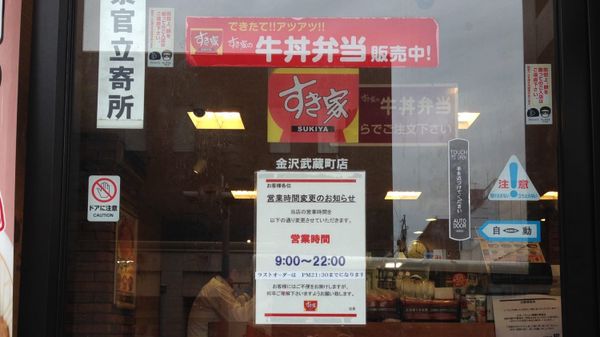 できたて!!アツアツ!!
すき家の牛丼弁当販売中!
官立寄所
すき家
SUKIYA
牛丼弁当
らでご注文下さい
金沢武蔵町店
ドアに注意
CAUTION
お客様各位
営業時間変更のお知らせ
当店の営業時間を
以下の通り変更させていただきます。
営業時間
9:00〜22:00
ラストオーダーは PM21:30までになります
お客様にはご不便をお掛けしますが、
何卒ご理解下さいますようお願い致します。
すき家
TOUCH
AUTO DOOR
注意
自動